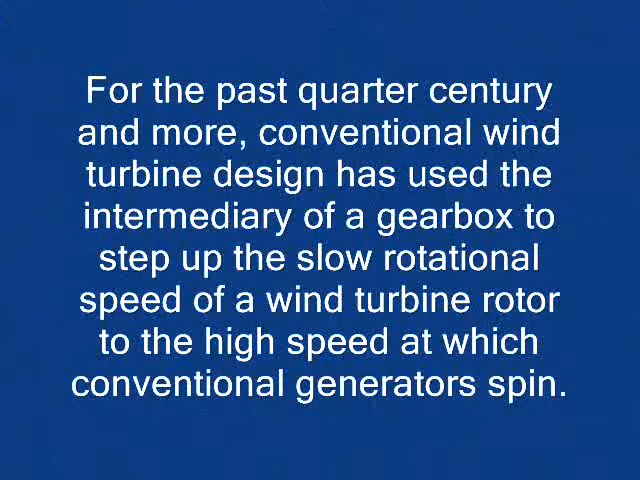 For the past quarter century
and more, conventional wind
turbine design has used the
intermediary of a gearbox to
step up the slow rotational
speed of a wind turbine rotor
to the high speed at which
conventional generators spin.